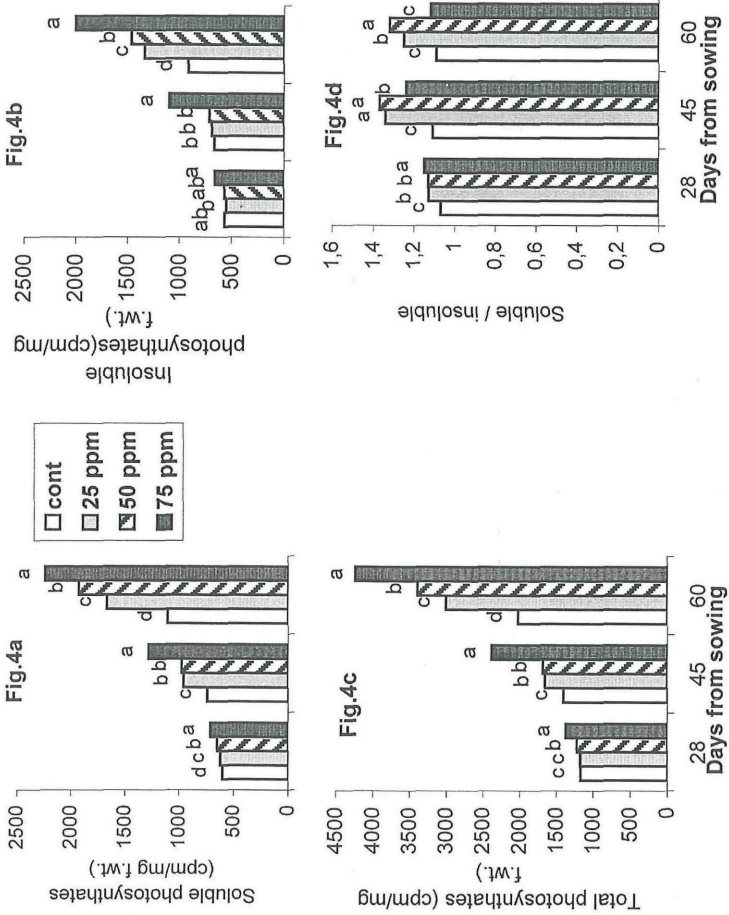 Fig.4a
Soluble photosynthates
(cpm/mg f.wt.)
2500
2000
1500
1000
500
0
d c b a
c b b a
d c b a
cont
25 ppm
50 ppm
75 ppm
Fig.4b
Insoluble
photosynthates(cpm/mg
f.wt.)
2500
2000
1500
1000
500
0
ab b ab a
b b b a
d c b a
Fig.4c
Total photosynthates (cpm/mg
f.wt.)
4500
4000
3500
3000
2500
2000
1500
1000
500
0
c c b a
c b b a
d c b a
28 45 60
Days from sowing
Fig.4d
Soluble / insoluble
1,6
1,4
1,2
1
0,8
0,6
0,4
0,2
0
c b b a
c a a b
c b a c
28 45 60
Days from sowing